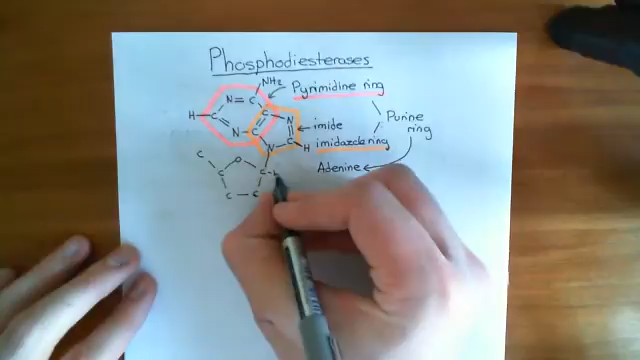 Phosphodiesterases
NH₂
Pyrimidine ring
N = C
C
H - C
N
C
N
imide
Purine
ring
N - C
C
H
imidazole ring
N
Adenine
C
O
C
C
C - C